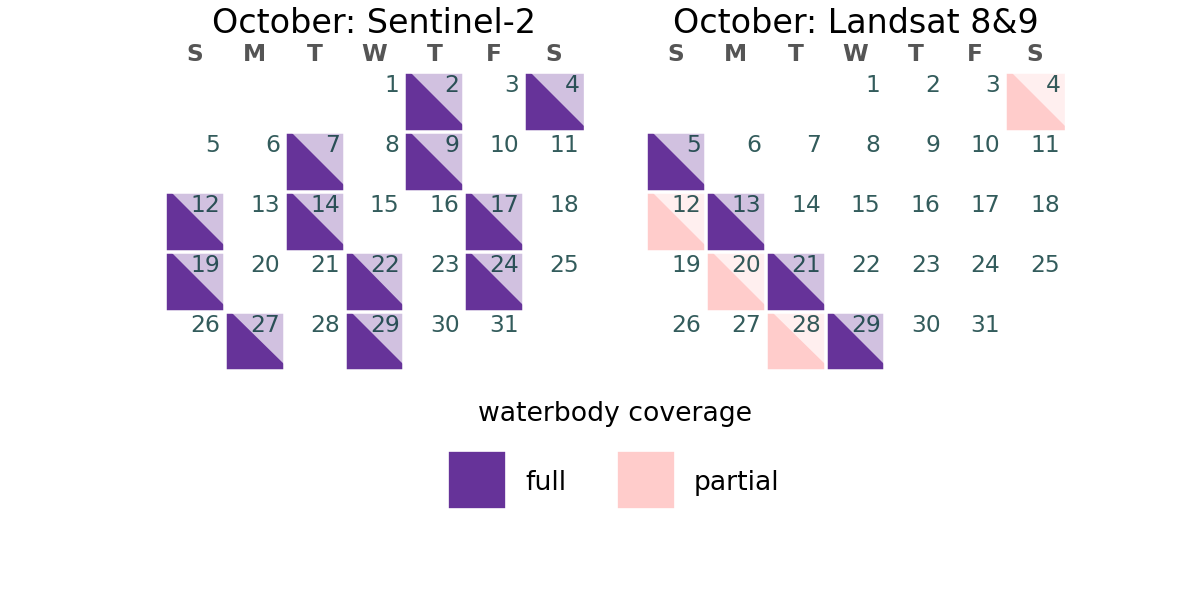 October: Sentinel-2
S M T W T F S
1 2 3 4
5 6 7 8 9 10 11
12 13 14 15 16 17 18
19 20 21 22 23 24 25
26 27 28 29 30 31
October: Landsat 8&9
S M T W T F S
1 2 3 4
5 6 7 8 9 10 11
12 13 14 15 16 17 18
19 20 21 22 23 24 25
26 27 28 29 30 31
waterbody coverage
full partial